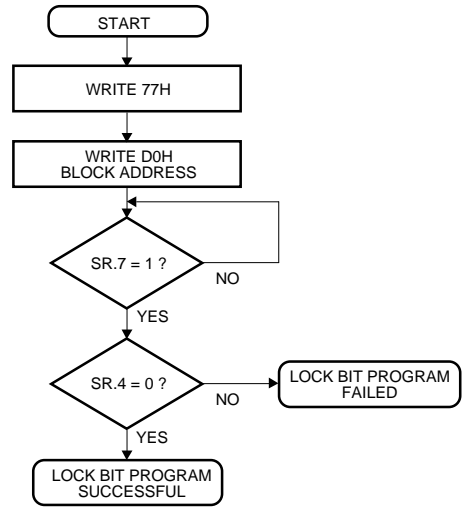 START
WRITE 77H
WRITE D0H
BLOCK ADDRESS
SR.7 = 1 ?
NO
YES
SR.4 = 0 ?
NO
LOCK BIT PROGRAM
FAILED
YES
LOCK BIT PROGRAM
SUCCESSFUL